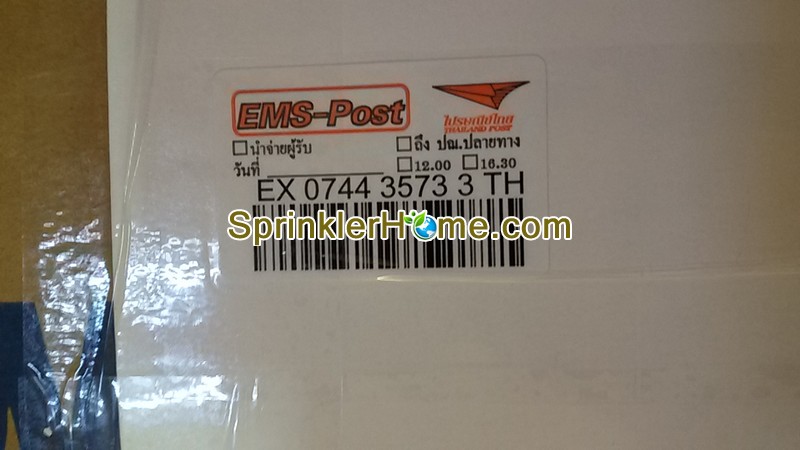 EMS-Post
ไปรษณีย์ไทย
THAILAND POST
นำจ่ายผู้รับ
ถึง ปณ.ปลายทาง
วันที่
12.00 16.30
EX 0744 3573 3 TH
SprinklerHome.com